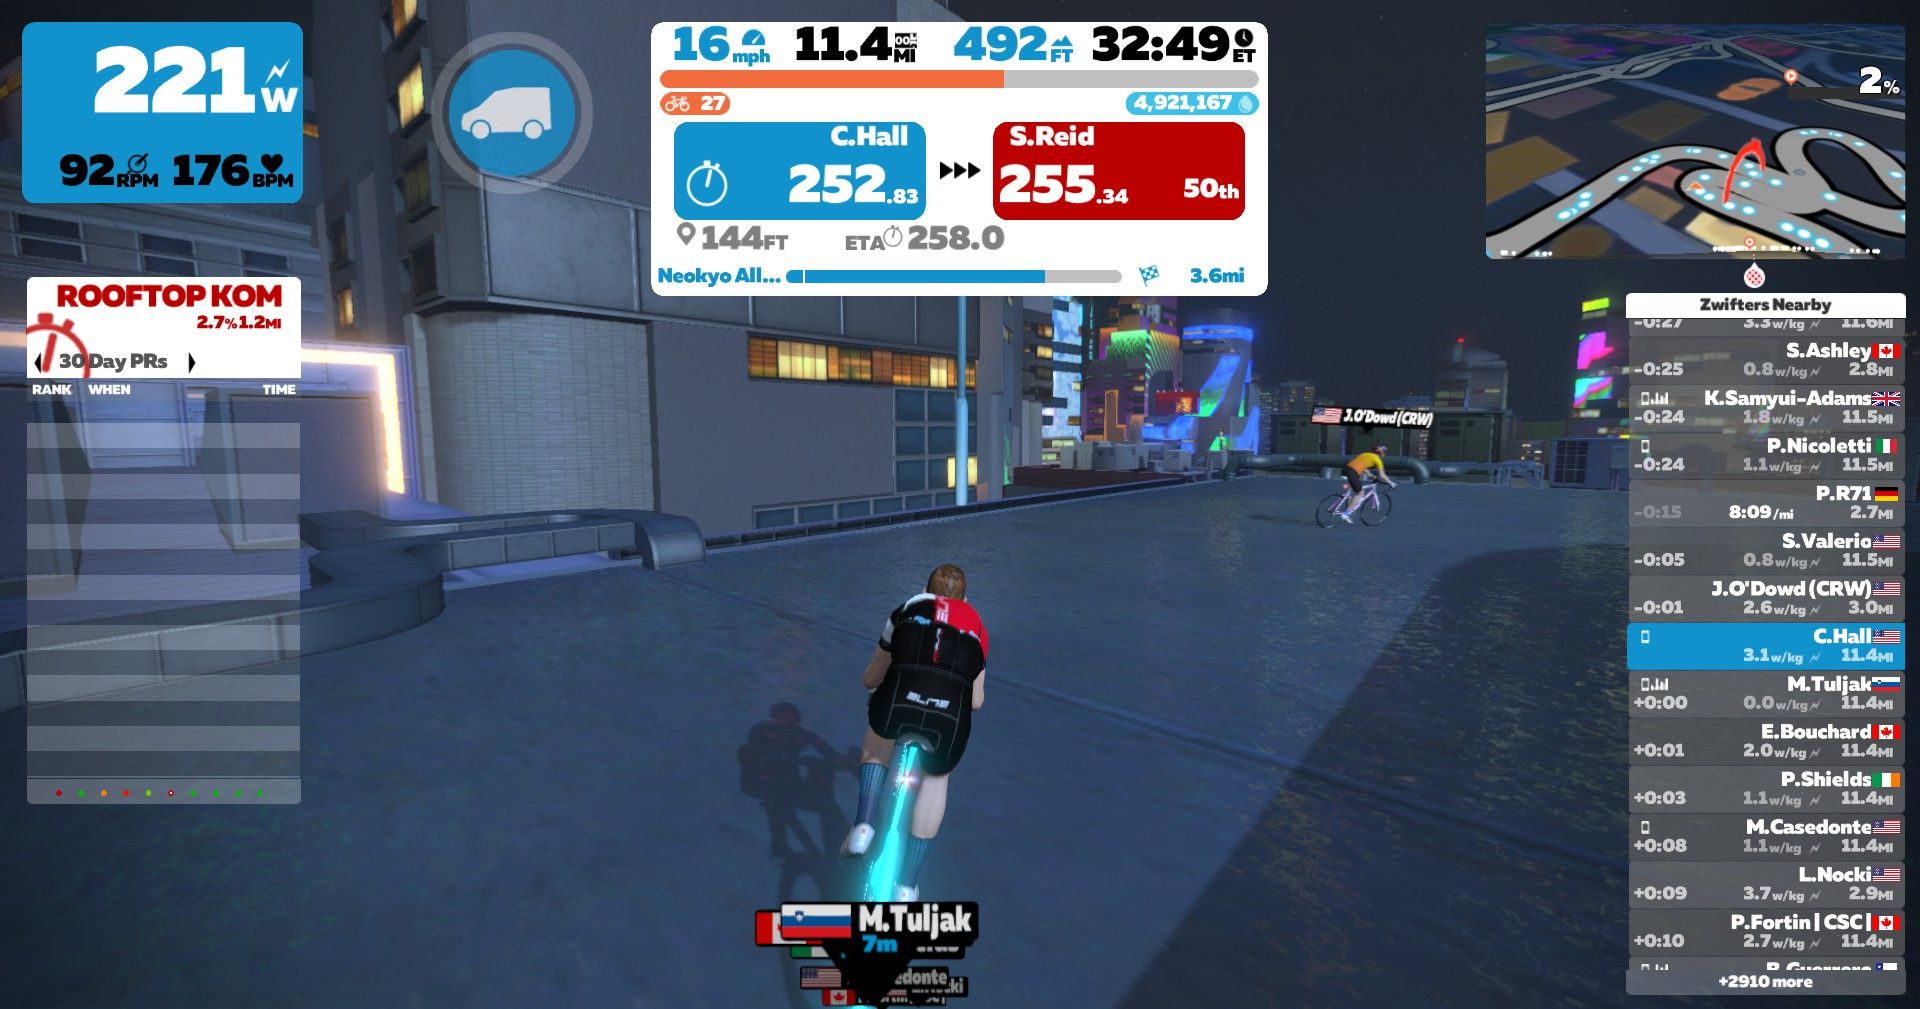 221w
92RPM 176BPM
16mph 11.4MI 492FT 32:49ET
27
4,921,167
C.Hall
252.83
S.Reid
255.34 50th
144FT ETA 258.0
Neokyo All... 3.6mi
2%
ROOFTOP KOM
2.7% 1.2MI
30 Day PRs
RANK WHEN TIME
J.O'Dowd (CRW)
M.Tuljak
7m
edonte
Zwifters Nearby
-0:27 3.3w/kg 11.6MI
S.Ashley
-0:25 0.8w/kg 2.8MI
K.Samyui-Adams
-0:24 1.8w/kg 11.5MI
P.Nicoletti
-0:24 1.1w/kg 11.5MI
P.R71
-0:15 8:09/mi 2.7MI
S.Valerio
-0:05 0.8w/kg 11.5MI
J.O'Dowd (CRW)
-0:01 2.6w/kg 3.0MI
C.Hall
3.1w/kg 11.4MI
M.Tuljak
+0:00 0.0w/kg 11.4MI
E.Bouchard
+0:01 2.0w/kg 11.4MI
P.Shields
+0:03 1.1w/kg 11.4MI
M.Casedonte
+0:08 1.1w/kg 11.4MI
L.Nocki
+0:09 3.7w/kg 2.9MI
P.Fortin | CSC |
+0:10 2.7w/kg 11.4MI
+2910 more